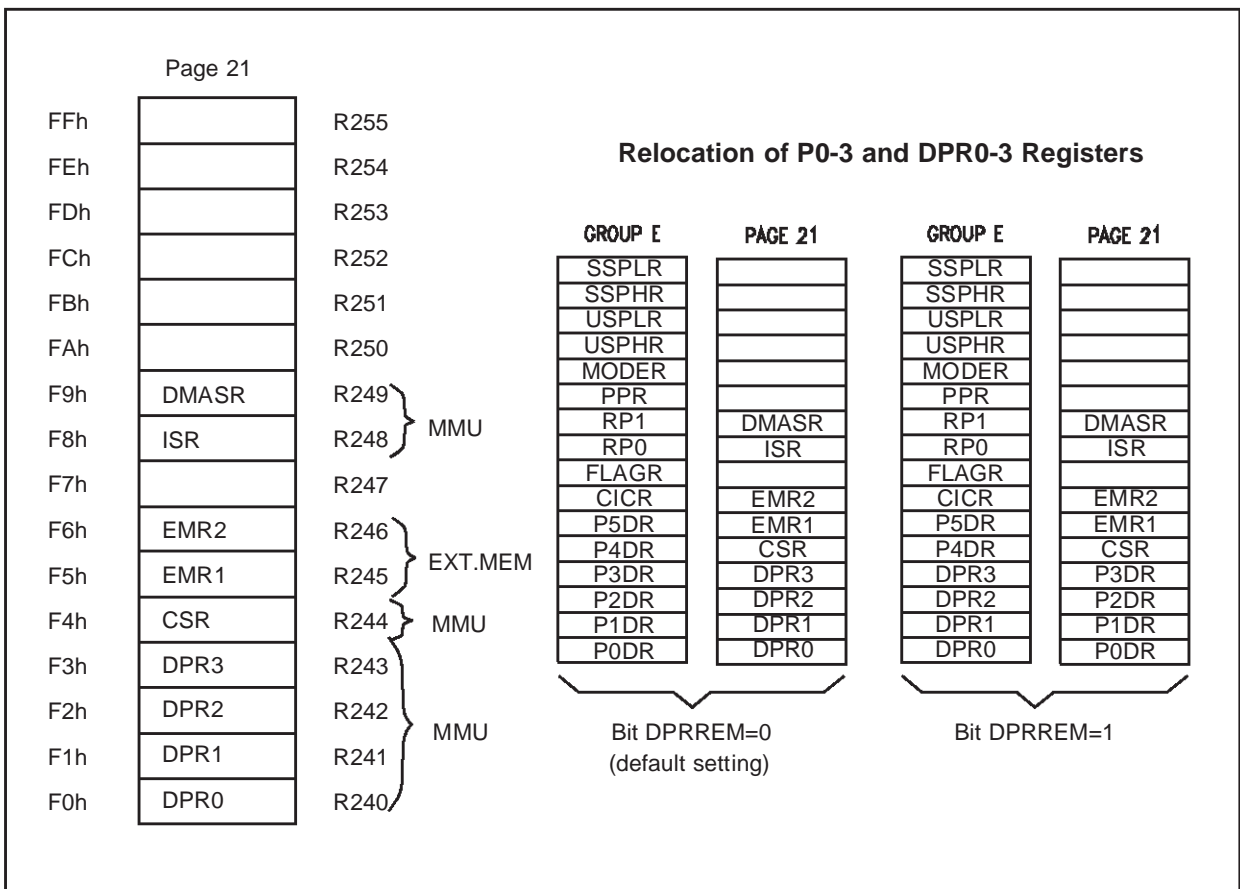 Page 21
FFh R255
FEh R254
FDh R253
FCh R252
FBh R251
FAh R250
F9h DMASR R249
F8h ISR R248
MMU
F7h R247
F6h EMR2 R246
F5h EMR1 R245
EXT.MEM
F4h CSR R244 MMU
F3h DPR3 R243
F2h DPR2 R242
F1h DPR1 R241
F0h DPR0 R240
MMU
Relocation of P0-3 and DPR0-3 Registers
GROUP E PAGE 21 GROUP E PAGE 21
SSPLR SSPLR
SSPHR SSPHR
USPLR USPLR
USPHR USPHR
MODER MODER
PPR PPR
RP1 DMASR RP1 DMASR
RP0 ISR RP0 ISR
FLAGR FLAGR
CICR EMR2 CICR EMR2
P5DR EMR1 P5DR EMR1
P4DR CSR P4DR CSR
P3DR DPR3 DPR3 P3DR
P2DR DPR2 DPR2 P2DR
P1DR DPR1 DPR1 P1DR
P0DR DPR0 DPR0 P0DR
Bit DPRREM=0 Bit DPRREM=1
(default setting)